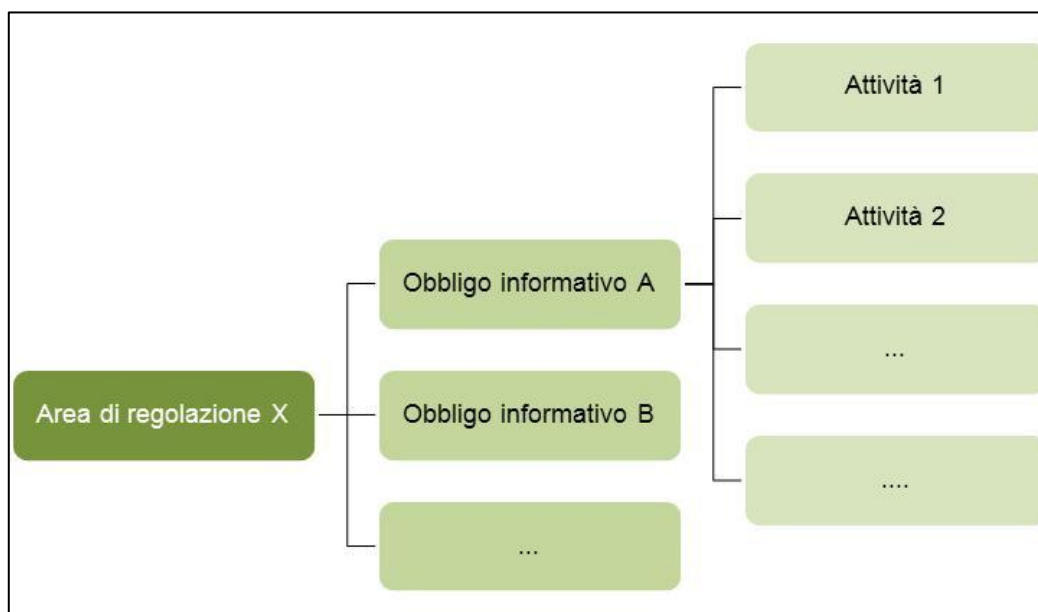 Attività 1
Attività 2
Obbligo informativo A
...
Area di regolazione X
Obbligo informativo B
....
...